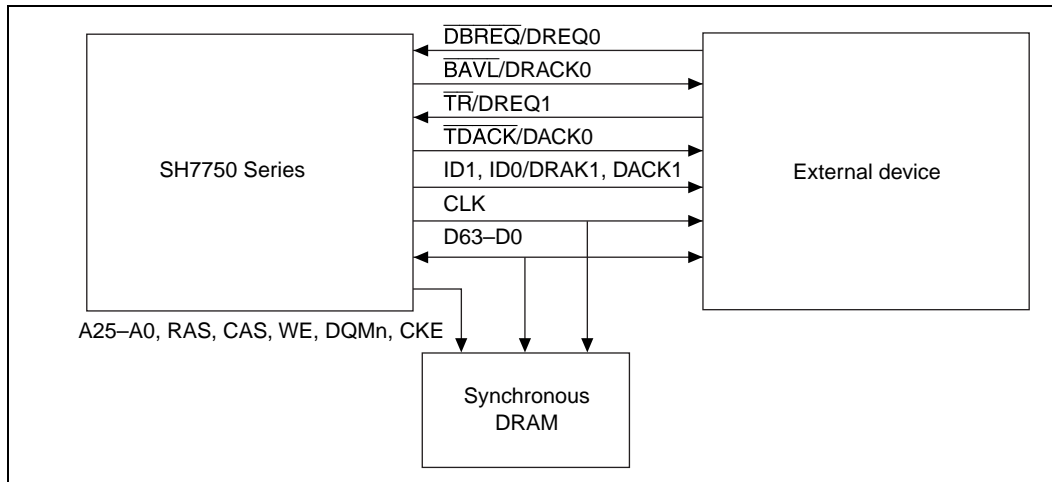 DBREQ/DREQ0
BAVL/DRACK0
TR/DREQ1
TDACK/DACK0
ID1, ID0/DRAK1, DACK1
CLK
D63–D0
SH7750 Series
External device
A25–A0, RAS, CAS, WE, DQMn, CKE
Synchronous
DRAM